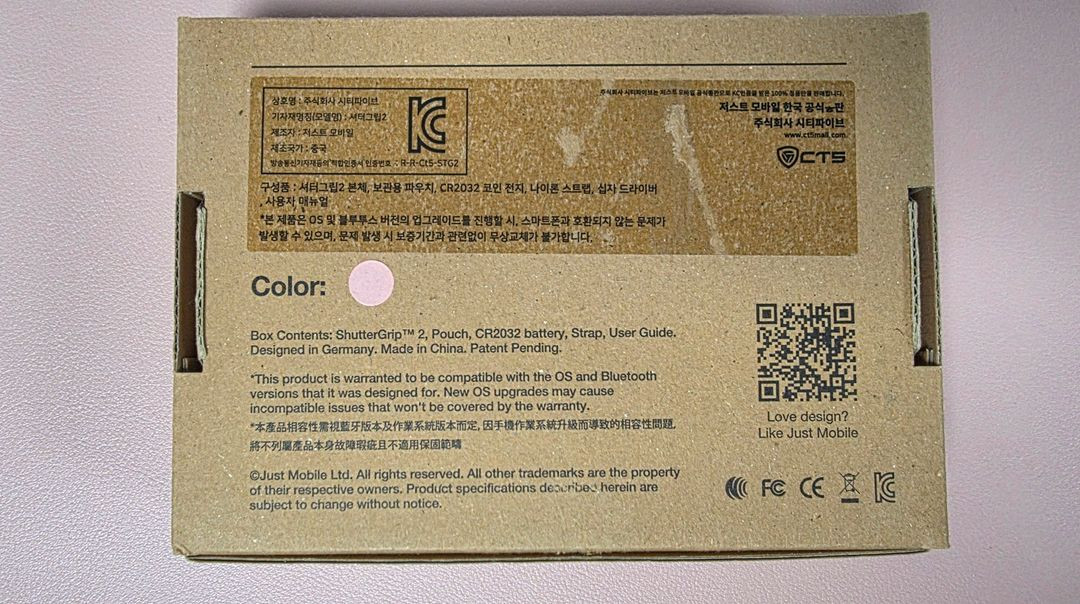 상호명 : 주식회사 시티파이브
기자재명칭(모델명) : 셔터그립2
제조자 : 저스트 모바일
제조국가 : 중국
방송통신기자재등의 적합인증서 인증번호 : R-R-Ct5-STG2
주식회사 시티파이브는 저스트 모바일 공식총판으로 KC인증을 받은 100% 정품만을 판매합니다.
저스트 모바일 한국 공식총판
주식회사 시티파이브
www.ct5mall.com
CT5
구성품 : 셔터그립2 본체, 보관용 파우치, CR2032 코인 전지, 나이론 스트랩, 십자 드라이버
, 사용자 매뉴얼
*본 제품은 OS 및 블루투스 버전의 업그레이드를 진행할 시, 스마트폰과 호환되지 않는 문제가
발생할 수 있으며, 문제 발생 시 보증기간과 관련없이 무상교체가 불가합니다.
Color:
Box Contents: ShutterGrip™ 2, Pouch, CR2032 battery, Strap, User Guide.
Designed in Germany. Made in China. Patent Pending.
*This product is warranted to be compatible with the OS and Bluetooth
versions that it was designed for. New OS upgrades may cause
incompatible issues that won't be covered by the warranty.
*本產品相容性需視藍牙版本及作業系統版本而定, 因手機作業系統升級而導致的相容性問題,
將不列屬產品本身故障瑕疵且不適用保固範疇
©Just Mobile Ltd. All rights reserved. All other trademarks are the property
of their respective owners. Product specifications described herein are
subject to change without notice.
Love design?
Like Just Mobile
FC CE KC